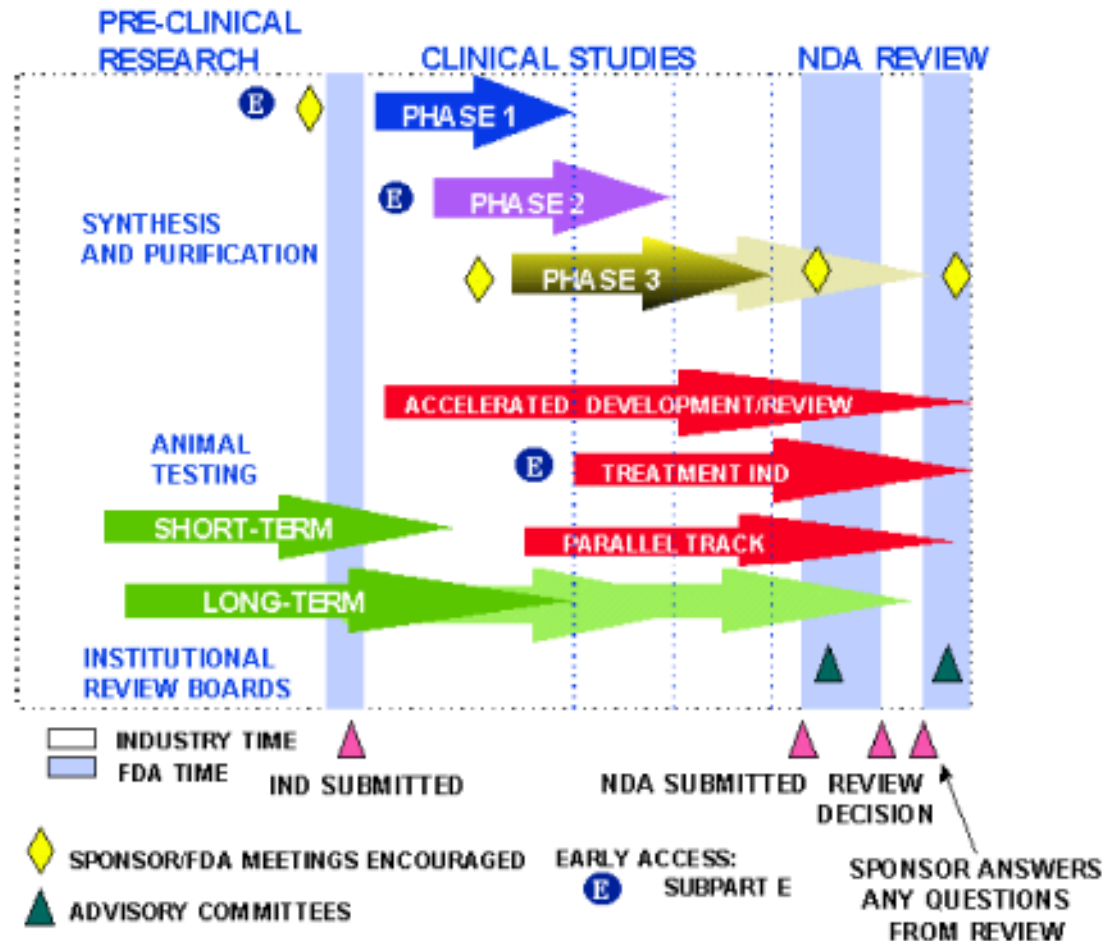 PRE-CLINICAL
RESEARCH
CLINICAL STUDIES
NDA REVIEW
E
PHASE 1
E
PHASE 2
SYNTHESIS
AND PURIFICATION
PHASE 3
ACCELERATED DEVELOPMENT/REVIEW
ANIMAL
TESTING
E
TREATMENT IND
SHORT-TERM
PARALLEL TRACK
LONG-TERM
INSTITUTIONAL
REVIEW BOARDS
INDUSTRY TIME
FDA TIME
IND SUBMITTED
NDA SUBMITTED
REVIEW
DECISION
SPONSOR/FDA MEETINGS ENCOURAGED
EARLY ACCESS:
E SUBPART E
ADVISORY COMMITTEES
SPONSOR ANSWERS
ANY QUESTIONS
FROM REVIEW